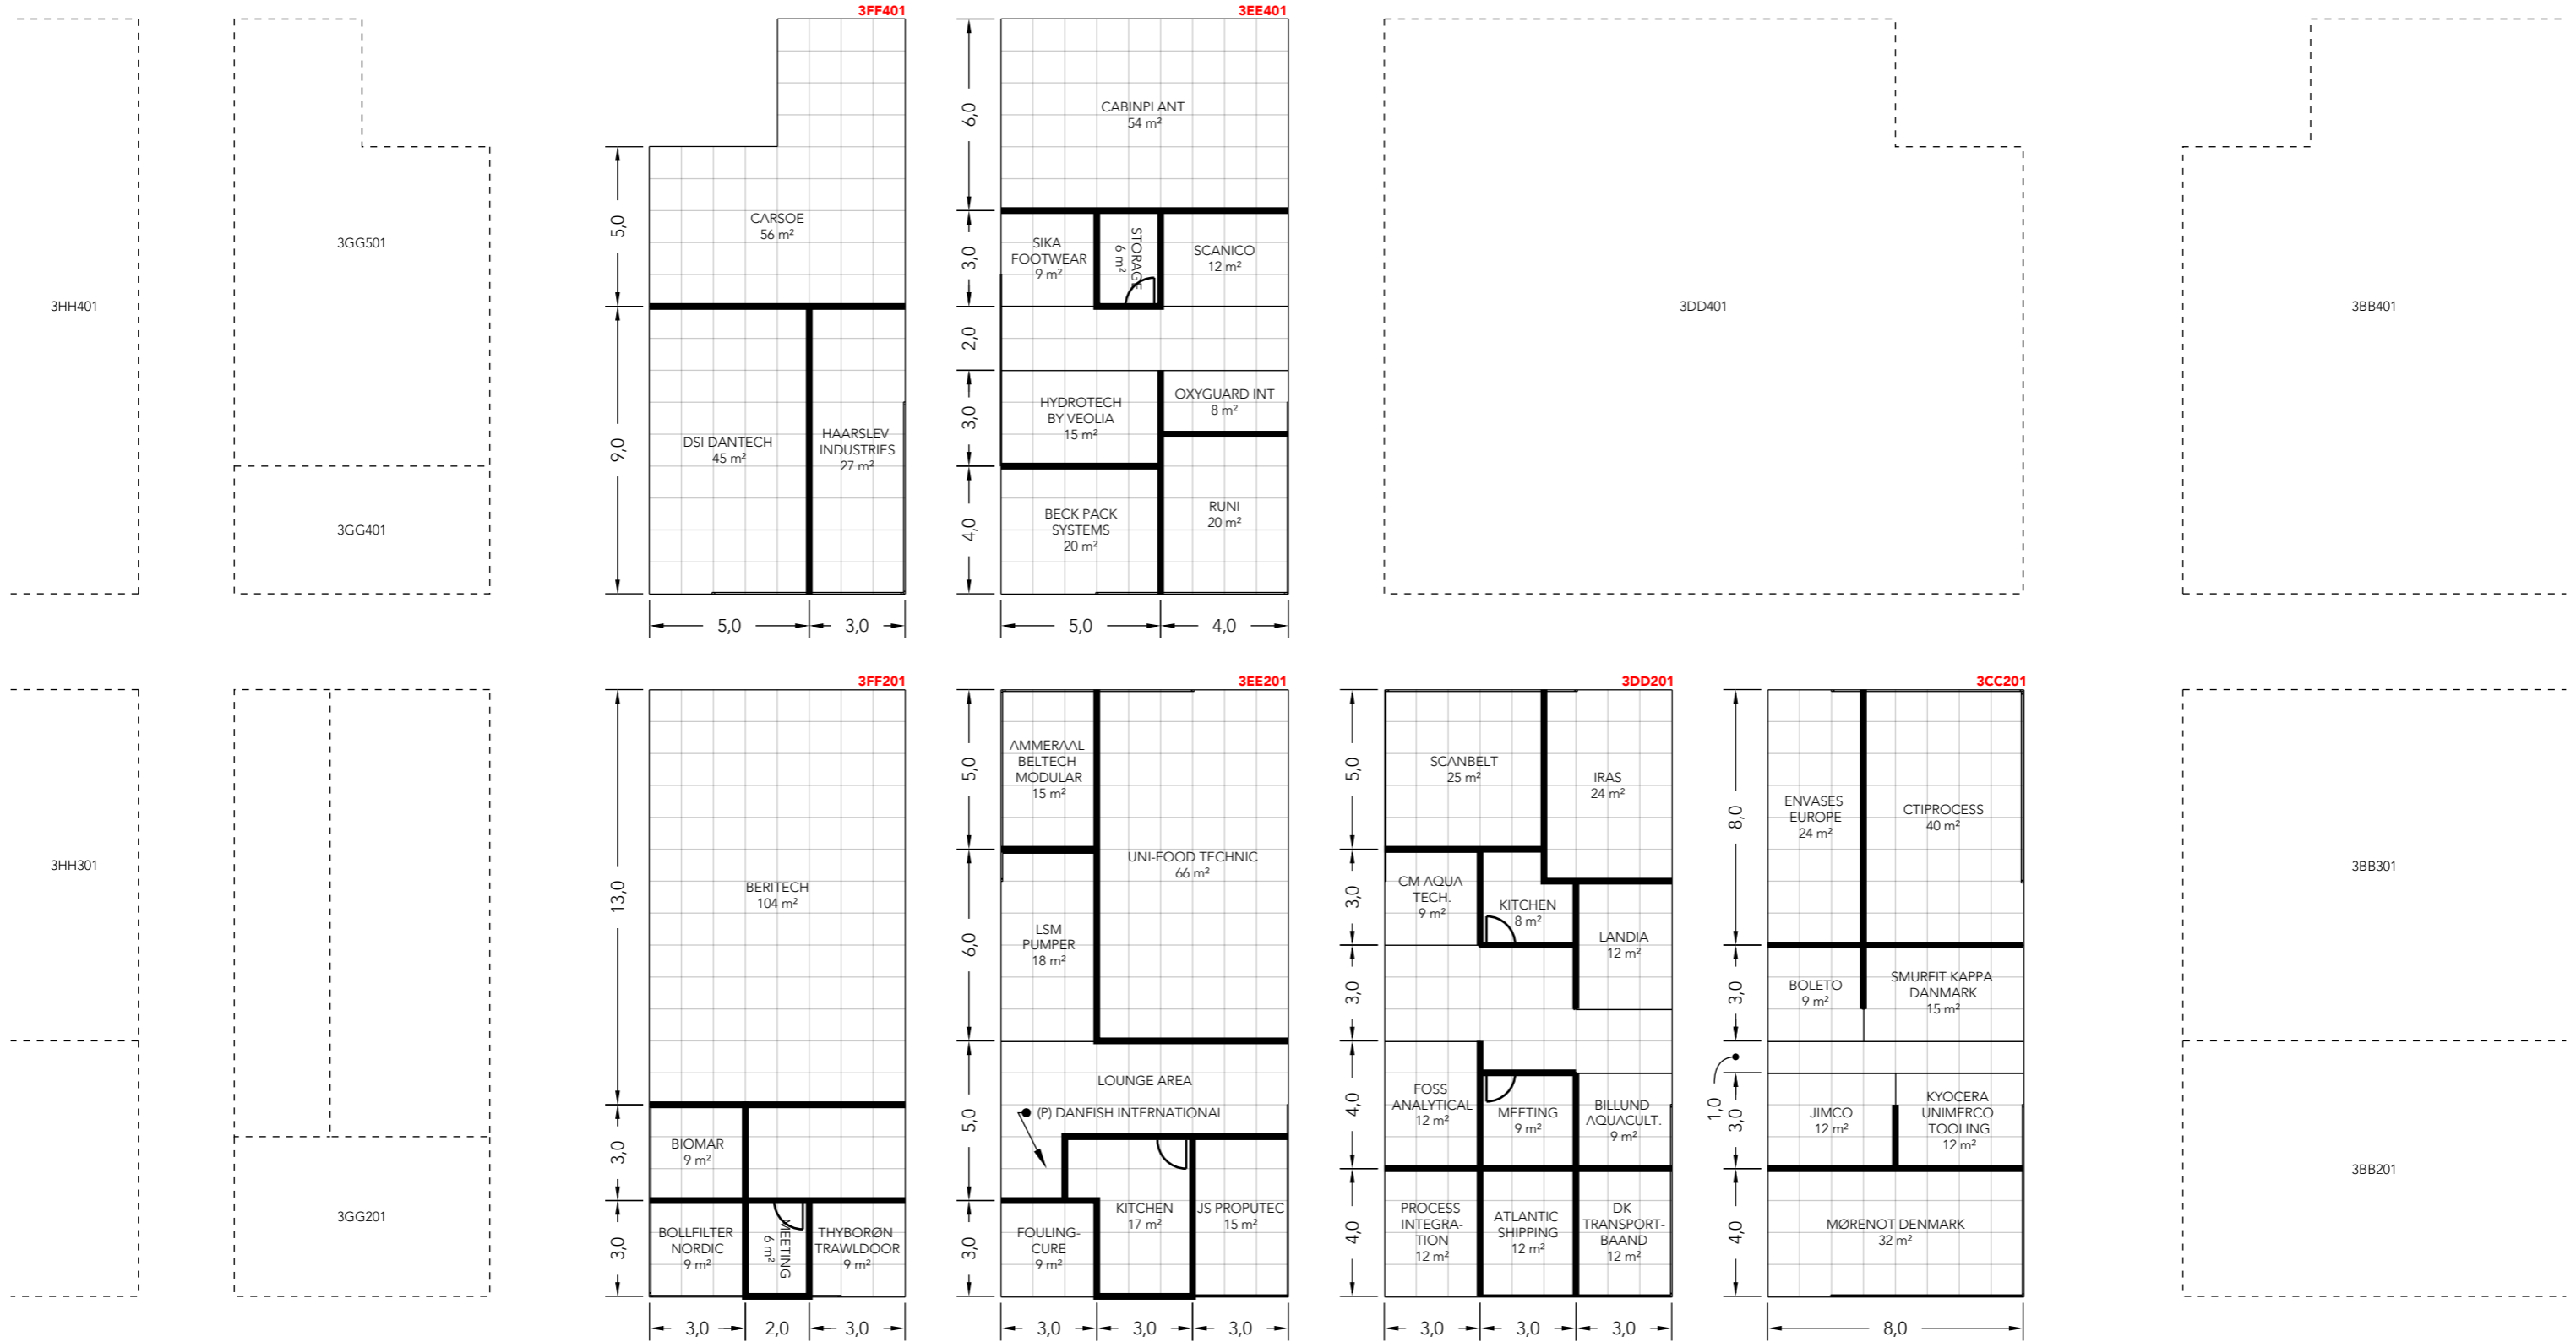 3FF401
3EE401
CABINPLANT
54 m²
6,0
3HH401
3GG501
3GG401
5,0
CARSOE
56 m²
9,0
DSI DANTECH
45 m²
HAARSLEV
INDUSTRIES
27 m²
5,0
3,0
3,0
SIKA
FOOTWEAR
9 m²
STORAGE
6 m²
SCANICO
12 m²
2,0
3,0
HYDROTECH
BY VEOLIA
15 m²
OXYGUARD INT
8 m²
4,0
BECK PACK
SYSTEMS
20 m²
RUNI
20 m²
5,0
4,0
3DD401
3BB401
3HH301
3GG201
3FF201
13,0
BERITECH
104 m²
3,0
BIOMAR
9 m²
3,0
BOLLFILTER
NORDIC
9 m²
MEETING
6 m²
THYBORØN
TRAWLDOOR
9 m²
3,0
2,0
3,0
3EE201
5,0
AMMERAAL
BELTECH
MODULAR
15 m²
UNI-FOOD TECHNIC
66 m²
6,0
LSM
PUMPER
18 m²
5,0
LOUNGE AREA
(P) DANFISH INTERNATIONAL
3,0
FOULING-
CURE
9 m²
KITCHEN
17 m²
JS PROPUTEC
15 m²
3,0
3,0
3,0
3DD201
5,0
SCANBELT
25 m²
IRAS
24 m²
3,0
CM AQUA
TECH.
9 m²
KITCHEN
8 m²
LANDIA
12 m²
3,0
4,0
FOSS
ANALYTICAL
12 m²
MEETING
9 m²
BILLUND
AQUACULT.
9 m²
4,0
PROCESS
INTEGRA-
TION
12 m²
ATLANTIC
SHIPPING
12 m²
DK
TRANSPORT-
BAAND
12 m²
3,0
3,0
3,0
3CC201
8,0
ENVASES
EUROPE
24 m²
CTIPROCESS
40 m²
3,0
BOLETO
9 m²
SMURFIT KAPPA
DANMARK
15 m²
1,0
3,0
JIMCO
12 m²
KYOCERA
UNIMERCO
TOOLING
12 m²
4,0
MØRENOT DENMARK
32 m²
8,0
3BB301
3BB201